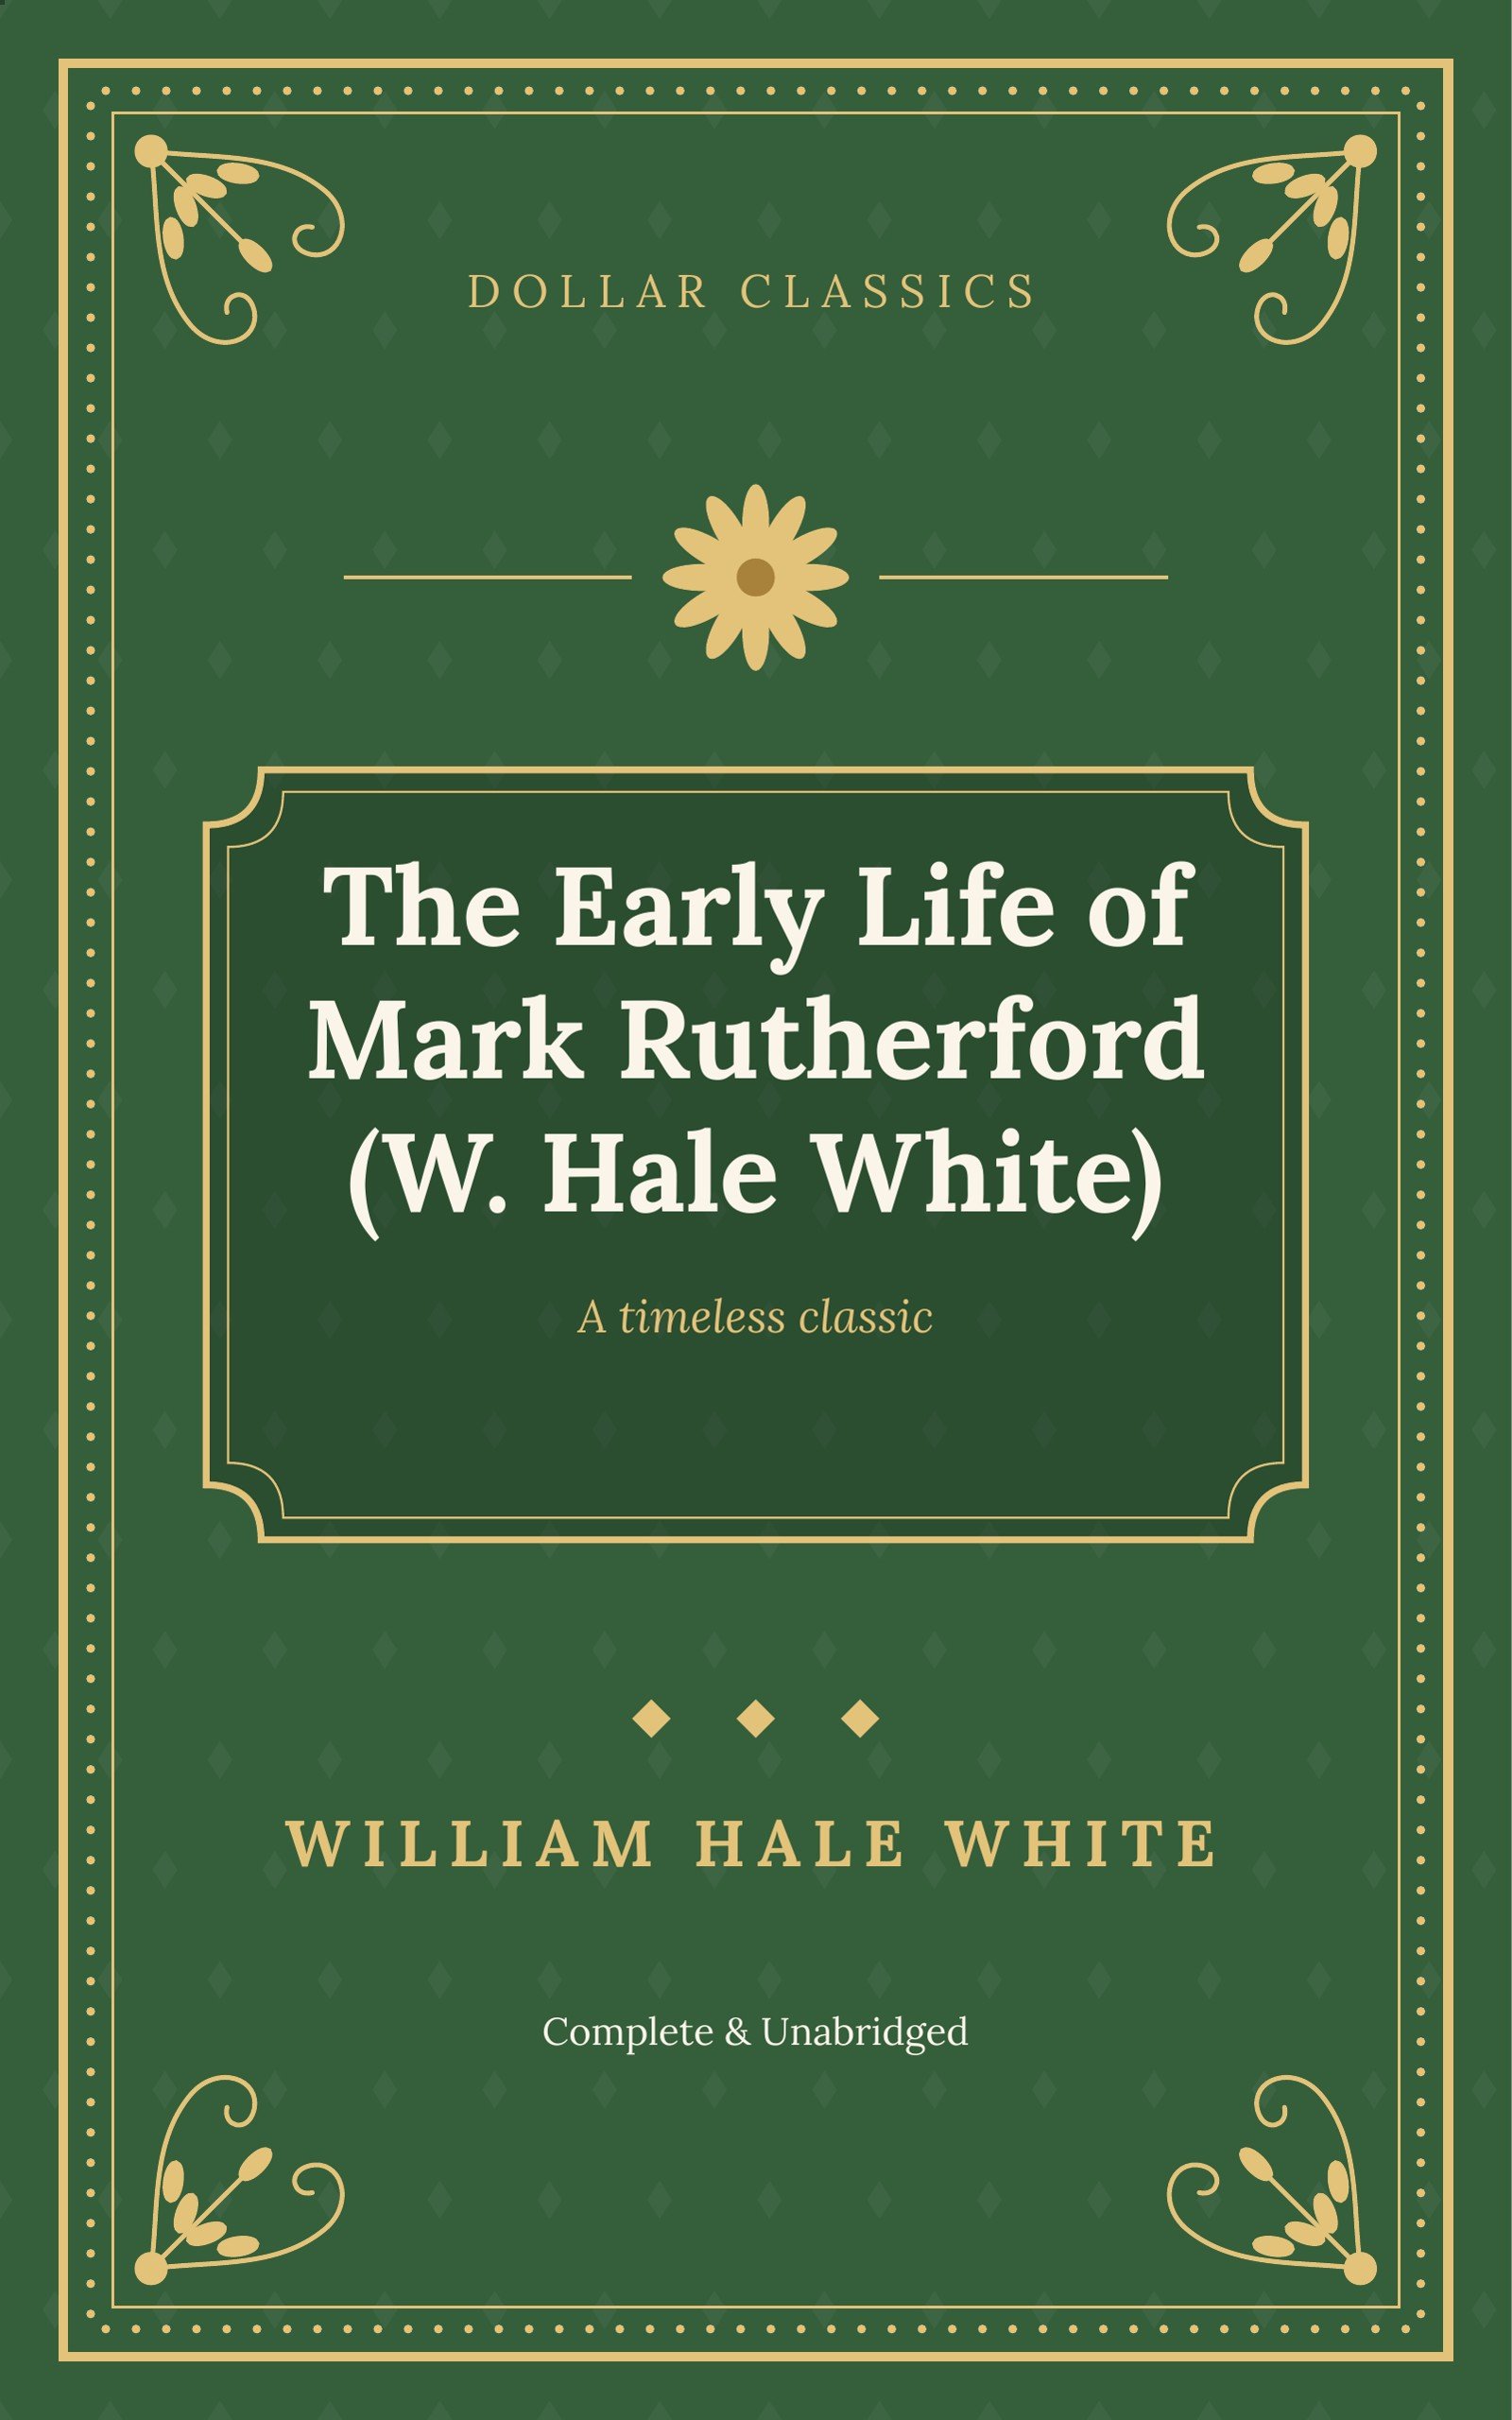 DOLLAR CLASSICS
The Early Life of
Mark Rutherford
(W. Hale White)
A timeless classic
WILLIAM HALE WHITE
Complete & Unabridged